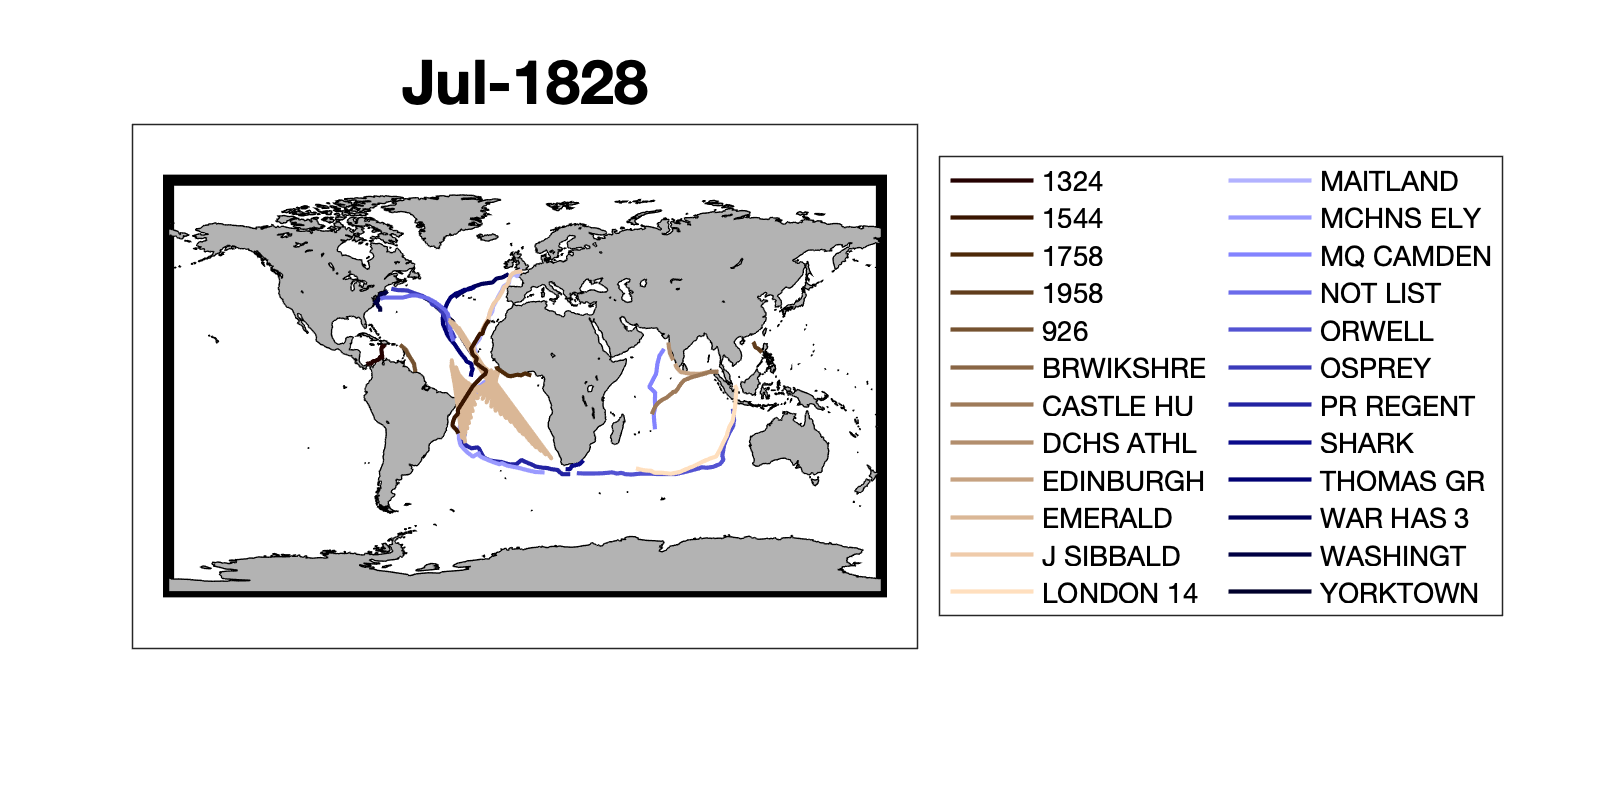 Jul-1828
1324
1544
1758
1958
926
BRWIKSHRE
CASTLE HU
DCHS ATHL
EDINBURGH
EMERALD
J SIBBALD
LONDON 14
MAITLAND
MCHNS ELY
MQ CAMDEN
NOT LIST
ORWELL
OSPREY
PR REGENT
SHARK
THOMAS GR
WAR HAS 3
WASHINGT
YORKTOWN